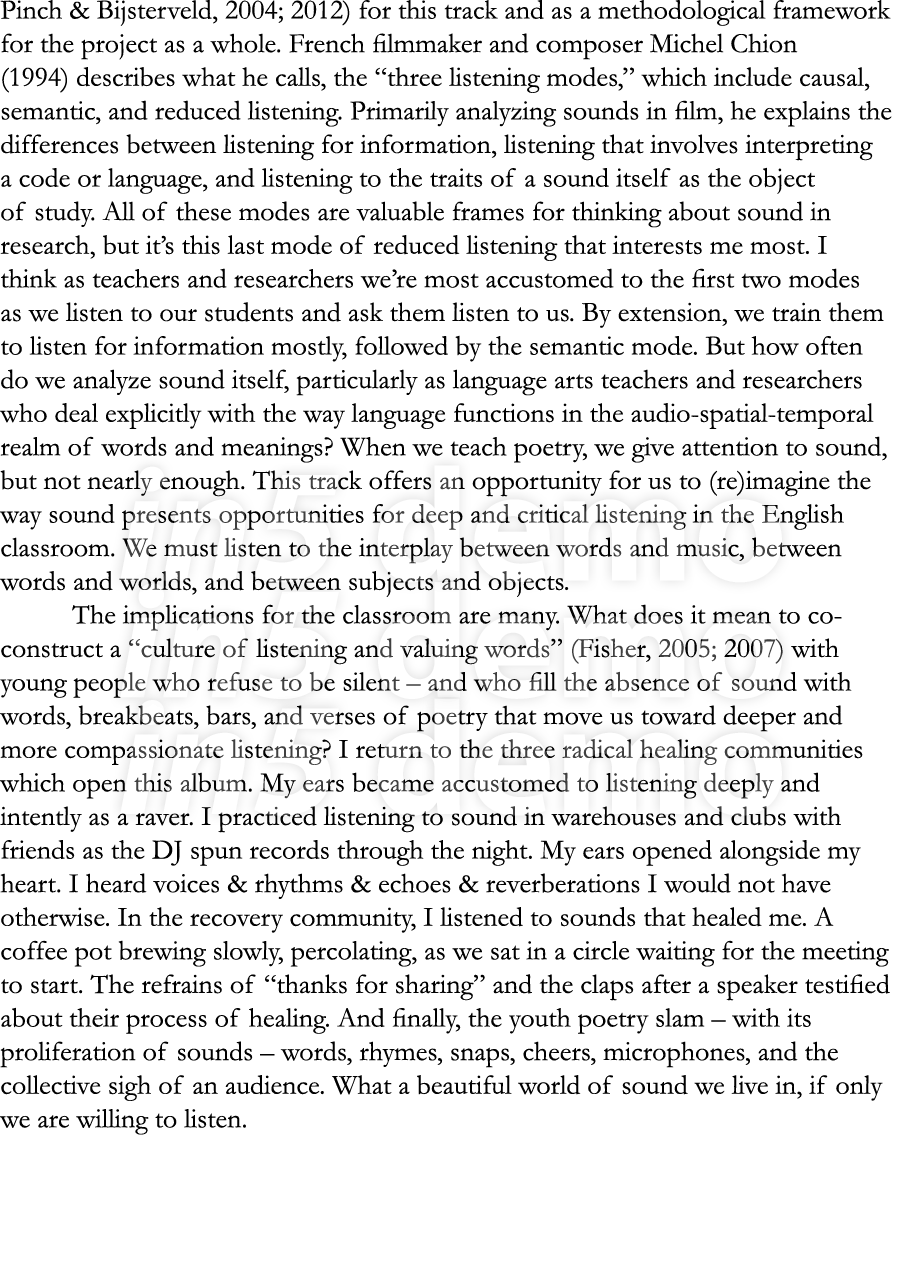 Pinch & Bijsterveld, 2004; 2012) for this track and as a methodological framework
for the project as a whole. French filmmaker and composer Michel Chion
(1994) describes what he calls, the “three listening modes,” which include causal,
semantic, and reduced listening. Primarily analyzing sounds in film, he explains the
differences between listening for information, listening that involves interpreting
a code or language, and listening to the traits of a sound itself as the object
of study. All of these modes are valuable frames for thinking about sound in
research, but it’s this last mode of reduced listening that interests me most. I
think as teachers and researchers we’re most accustomed to the first two modes
as we listen to our students and ask them listen to us. By extension, we train them
to listen for information mostly, followed by the semantic mode. But how often
do we analyze sound itself, particularly as language arts teachers and researchers
who deal explicitly with the way language functions in the audio-spatial-temporal
realm of words and meanings? When we teach poetry, we give attention to sound,
but not nearly enough. This track offers an opportunity for us to (re)imagine the
way sound presents opportunities for deep and critical listening in the English
classroom. We must listen to the interplay between words and music, between
words and worlds, and between subjects and objects.
The implications for the classroom are many. What does it mean to co-
construct a “culture of listening and valuing words” (Fisher, 2005; 2007) with
young people who refuse to be silent – and who fill the absence of sound with
words, breakbeats, bars, and verses of poetry that move us toward deeper and
more compassionate listening? I return to the three radical healing communities
which open this album. My ears became accustomed to listening deeply and
intently as a raver. I practiced listening to sound in warehouses and clubs with
friends as the DJ spun records through the night. My ears opened alongside my
heart. I heard voices & rhythms & echoes & reverberations I would not have
otherwise. In the recovery community, I listened to sounds that healed me. A
coffee pot brewing slowly, percolating, as we sat in a circle waiting for the meeting
to start. The refrains of “thanks for sharing” and the claps after a speaker testified
about their process of healing. And finally, the youth poetry slam – with its
proliferation of sounds – words, rhymes, snaps, cheers, microphones, and the
collective sigh of an audience. What a beautiful world of sound we live in, if only
we are willing to listen.
in5 demo
in5 demo
in5 demo